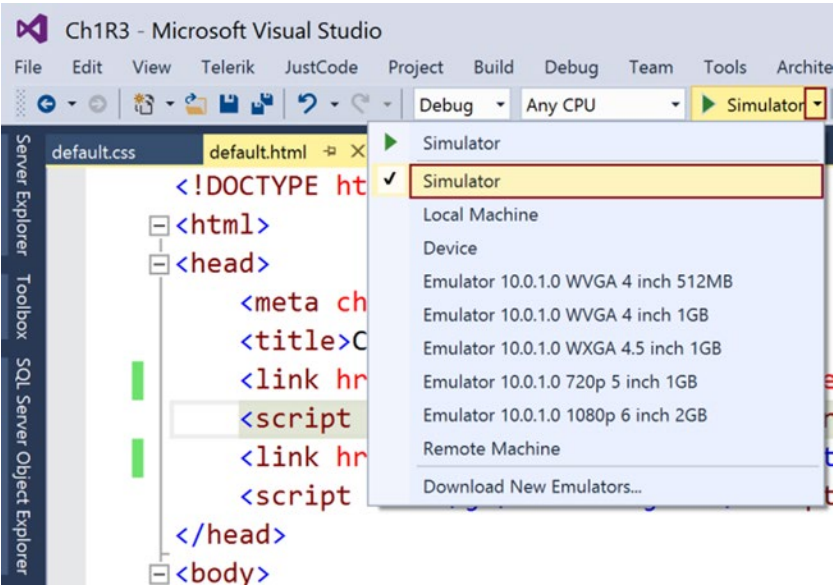 Ch1R3 - Microsoft Visual Studio
File Edit View Telerik JustCode Project Build Debug Team Tools Archite
Debug Any CPU Simulator
default.css default.html
Simulator
Simulator
Local Machine
Device
Emulator 10.0.1.0 WVGA 4 inch 512MB
Emulator 10.0.1.0 WVGA 4 inch 1GB
Emulator 10.0.1.0 WXGA 4.5 inch 1GB
Emulator 10.0.1.0 720p 5 inch 1GB
Emulator 10.0.1.0 1080p 6 inch 2GB
Remote Machine
Download New Emulators...
Server Explorer
Toolbox
SQL Server Object Explorer
<!DOCTYPE ht
<html>
<head>
<meta ch
<title>C
<link hr
<script
<link hr
<script
</head>
<body>